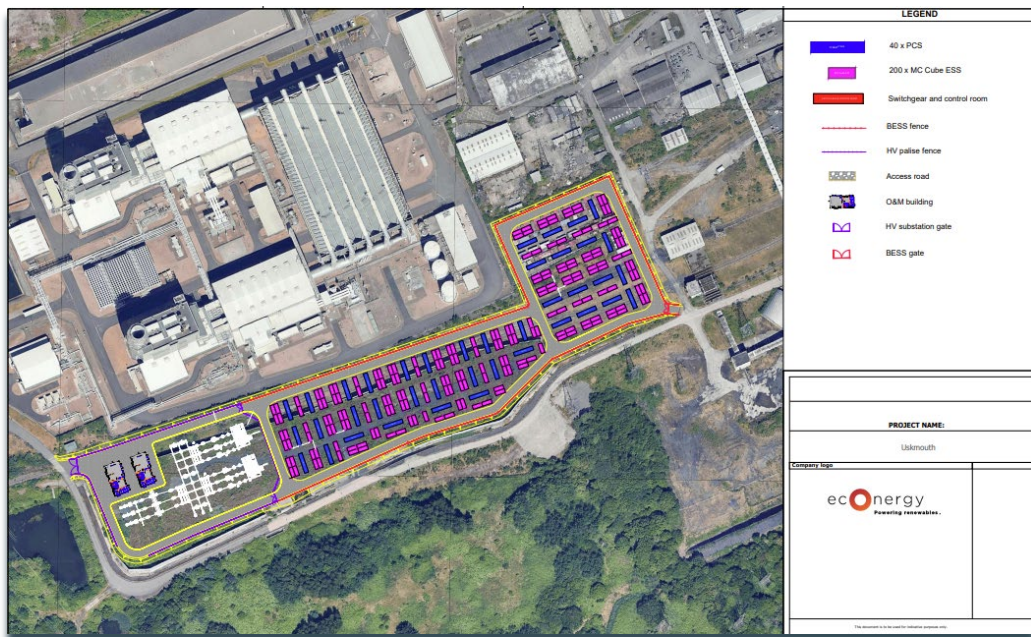 LEGEND
40 x PCS
200 x MC Cube ESS
Switchgear and control room
BESS fence
HV palise fence
Access road
O&M building
HV substation gate
BESS gate
PROJECT NAME:
Uskmouth
Company logo
ecOnergy
Powering renewables.
This document is to be used for indicative purposes only.